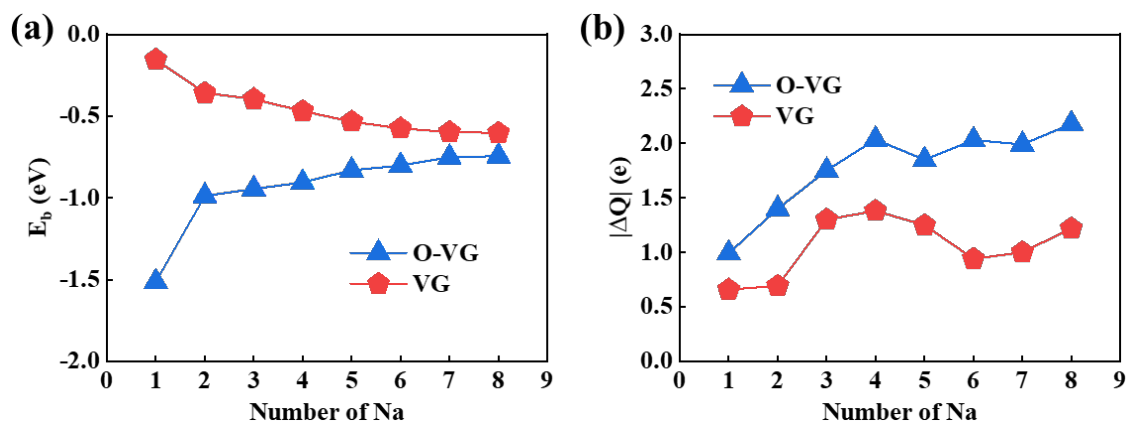 (a)
0.0
-0.5
-1.0
-1.5
-2.0
E_b (eV)
O-VG
VG
0 1 2 3 4 5 6 7 8 9
Number of Na
(b)
3.0
2.5
2.0
1.5
1.0
0.5
0.0
|ΔQ| (e)
O-VG
VG
0 1 2 3 4 5 6 7 8 9
Number of Na